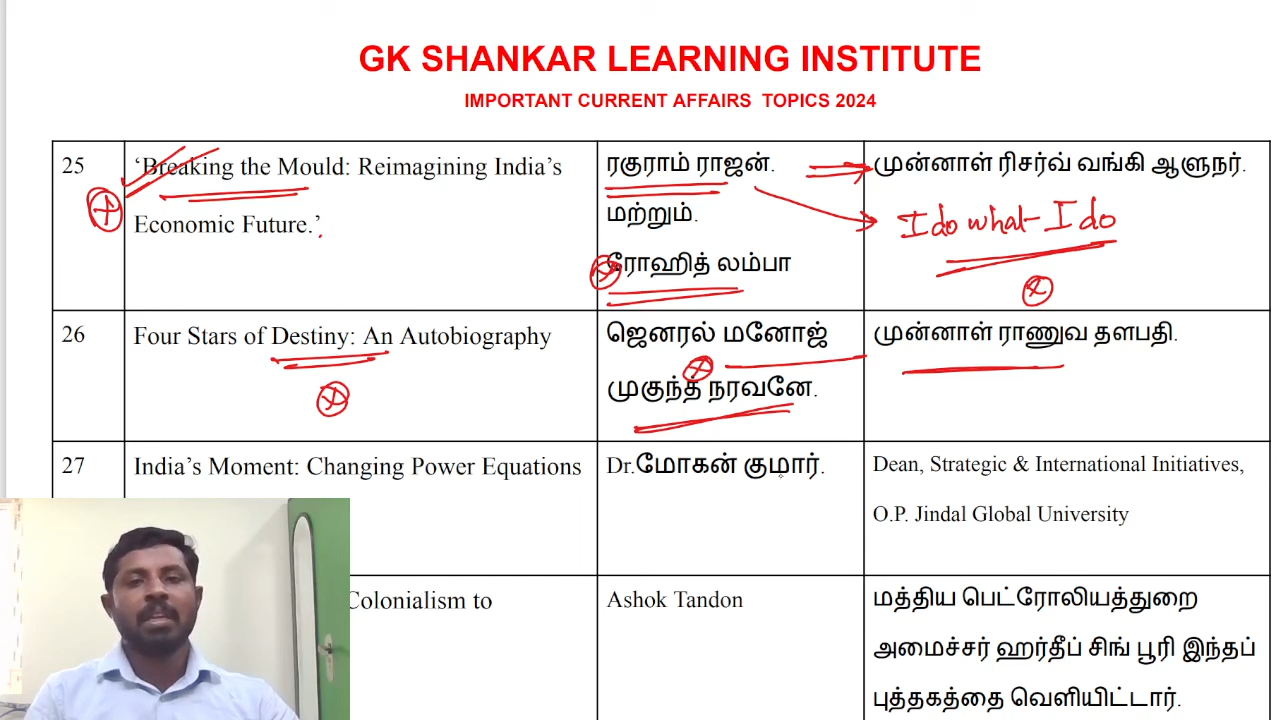 GK SHANKAR LEARNING INSTITUTE
IMPORTANT CURRENT AFFAIRS TOPICS 2024
25
‘Breaking the Mould: Reimagining India’s
Economic Future.’
ரகுராம் ராஜன்.
மற்றும்.
ரோஹித் லம்பா
முன்னாள் ரிசர்வ் வங்கி ஆளுநர்.
I do what I do
26
Four Stars of Destiny: An Autobiography
ஜெனரல் மனோஜ்
முகுந்த் நரவனே.
முன்னாள் ராணுவ தளபதி.
27
India’s Moment: Changing Power Equations
Dr.மோகன் குமார்.
Dean, Strategic & International Initiatives,
O.P. Jindal Global University
Colonialism to
Ashok Tandon
மத்திய பெட்ரோலியத்துறை
அமைச்சர் ஹர்தீப் சிங் பூரி இந்தப்
புத்தகத்தை வெளியிட்டார்.